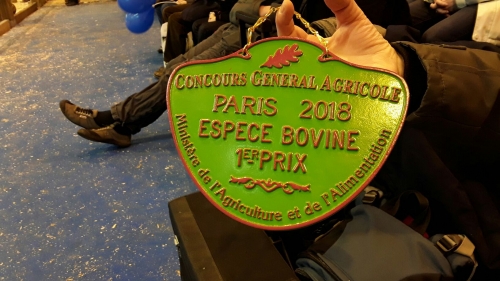 CONCOURS GENERAL AGRICOLE
PARIS 2018
ESPECE BOVINE
1ER PRIX
Ministère de l'Agriculture et de l'Alimentation